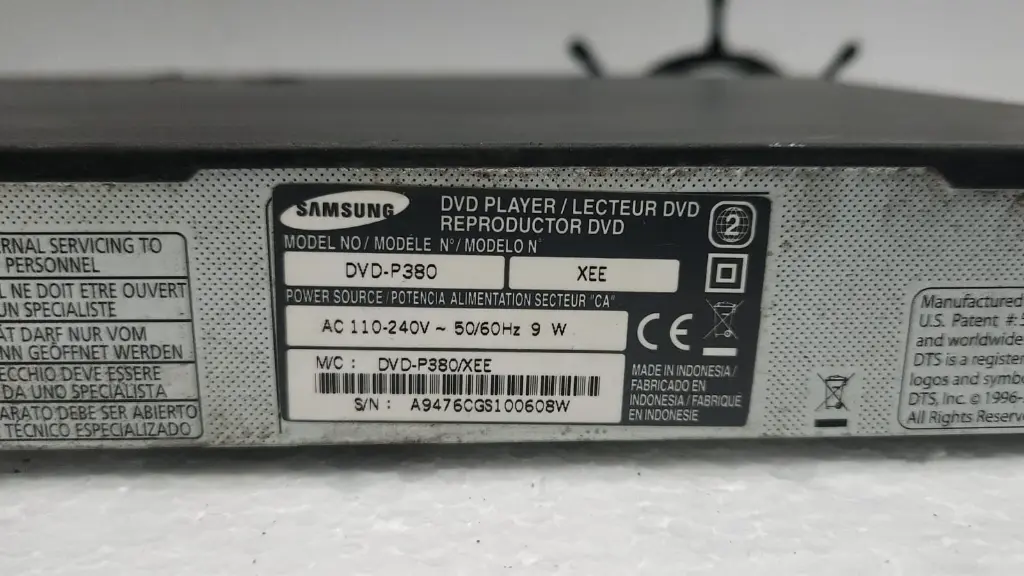 ERNAL SERVICING TO
PERSONNEL
L NE DOIT ETRE OUVERT
UN SPECIALISTE
ÄT DARF NUR VOM
NN GEÖFFNET WERDEN
ECCHIO DEVE ESSERE
DA UNO SPECIALISTA
PARATO DEBE SER ABIERTO
TECNICO ESPECIALIZADO
SAMSUNG
DVD PLAYER / LECTEUR DVD
REPRODUCTOR DVD
2
MODEL NO / MODÈLE N° / MODELO N°
DVD-P380
XEE
POWER SOURCE / POTENCIA ALIMENTATION SECTEUR "CA"
AC 110-240V ~ 50/60Hz 9 W
CE
M/C : DVD-P380/XEE
S/N : A9476CGS100608W
MADE IN INDONESIA /
FABRICADO EN
INDONESIA / FABRIQUE
EN INDONESIE
Manufactured
U.S. Patent #:
and worldwide
DTS is a register
logos and symbo
DTS, Inc. © 1996-
All Rights Reserv